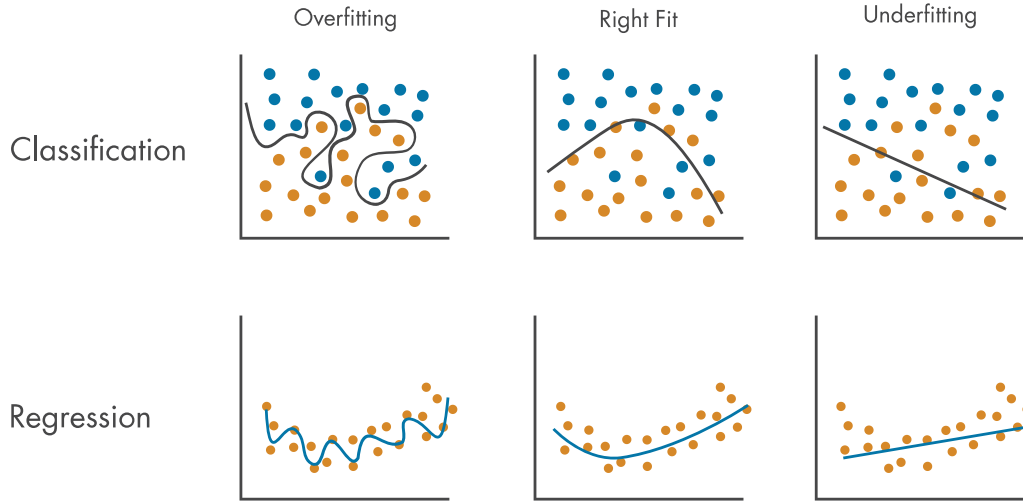 Overfitting
Right Fit
Underfitting
Classification
Regression